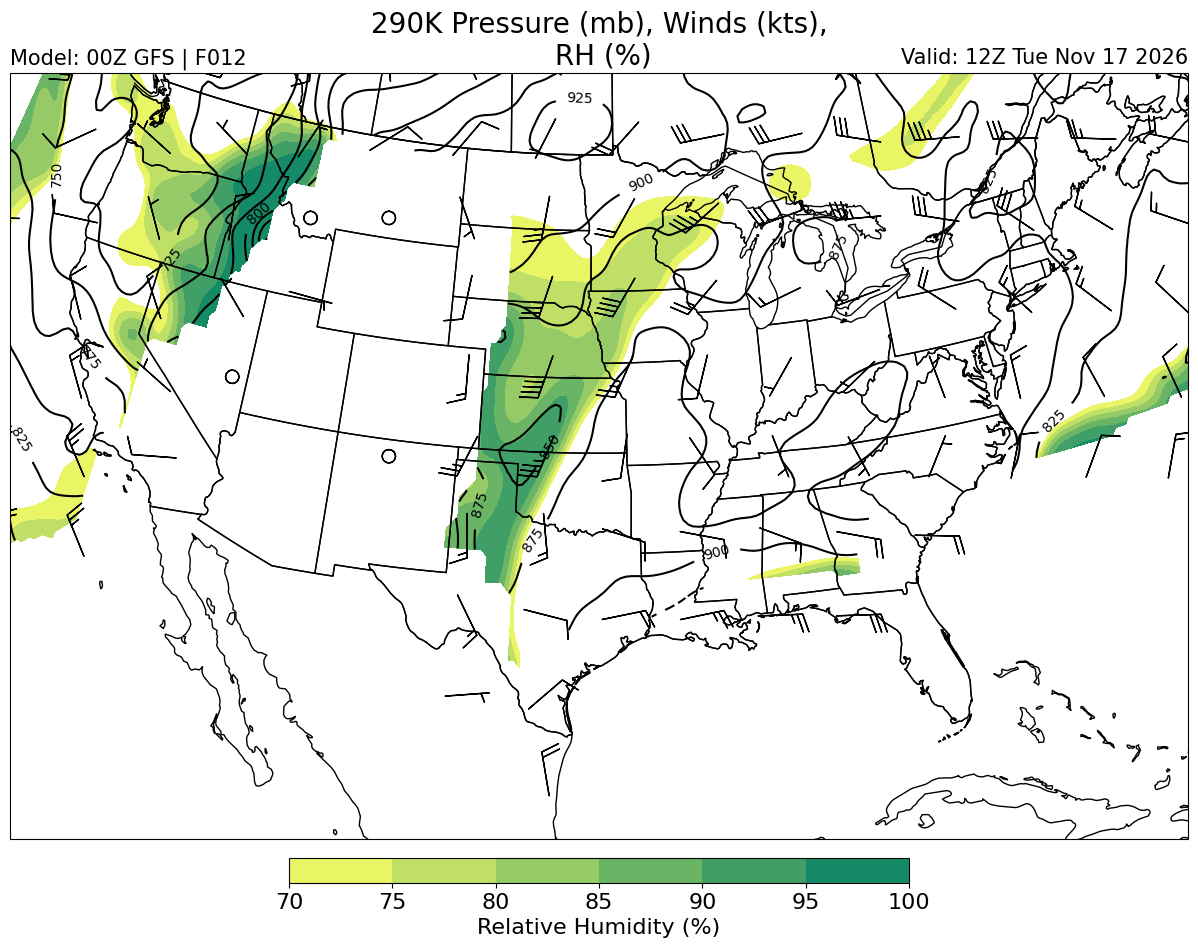 290K Pressure (mb), Winds (kts),
RH (%)
Model: 00Z GFS | F012
Valid: 12Z Tue Nov 17 2026
925
750
900
800
875
825
850
875
875
825
900
70 75 80 85 90 95 100
Relative Humidity (%)